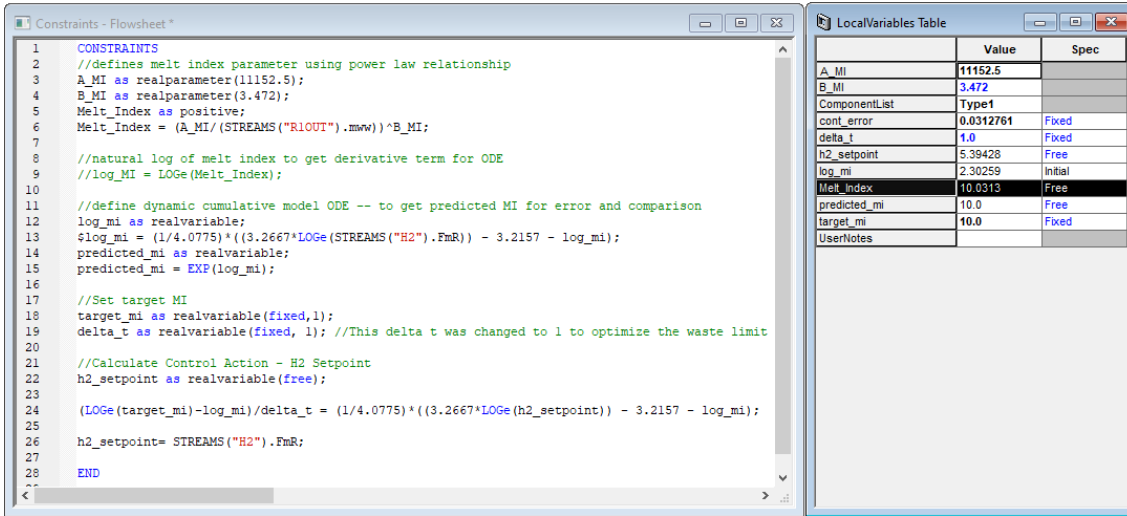 Constraints - Flowsheet *
1 CONSTRAINTS
2 //defines melt index parameter using power law relationship
3 A_MI as realparameter(11152.5);
4 B_MI as realparameter(3.472);
5 Melt_Index as positive;
6 Melt_Index = (A_MI/(STREAMS("R1OUT").mww))^B_MI;
7
8 //natural log of melt index to get derivative term for ODE
9 //log_MI = LOGe(Melt_Index);
10
11 //define dynamic cumulative model ODE -- to get predicted MI for error and comparison
12 log_mi as realvariable;
13 $log_mi = (1/4.0775)*((3.2667*LOGe(STREAMS("H2").FmR)) - 3.2157 - log_mi);
14 predicted_mi as realvariable;
15 predicted_mi = EXP(log_mi);
16
17 //Set target MI
18 target_mi as realvariable(fixed,1);
19 delta_t as realvariable(fixed, 1); //This delta t was changed to 1 to optimize the waste limit
20
21 //Calculate Control Action - H2 Setpoint
22 h2_setpoint as realvariable(free);
23
24 (LOGe(target_mi)-log_mi)/delta_t = (1/4.0775)*((3.2667*LOGe(h2_setpoint)) - 3.2157 - log_mi);
25
26 h2_setpoint= STREAMS("H2").FmR;
27
28 END
LocalVariables Table
Value Spec
A_MI 11152.5
B_MI 3.472
ComponentList Type1
cont_error 0.0312761 Fixed
delta_t 1.0 Fixed
h2_setpoint 5.39428 Free
log_mi 2.30259 Initial
Melt_Index 10.0313 Free
predicted_mi 10.0 Free
target_mi 10.0 Fixed
UserNotes